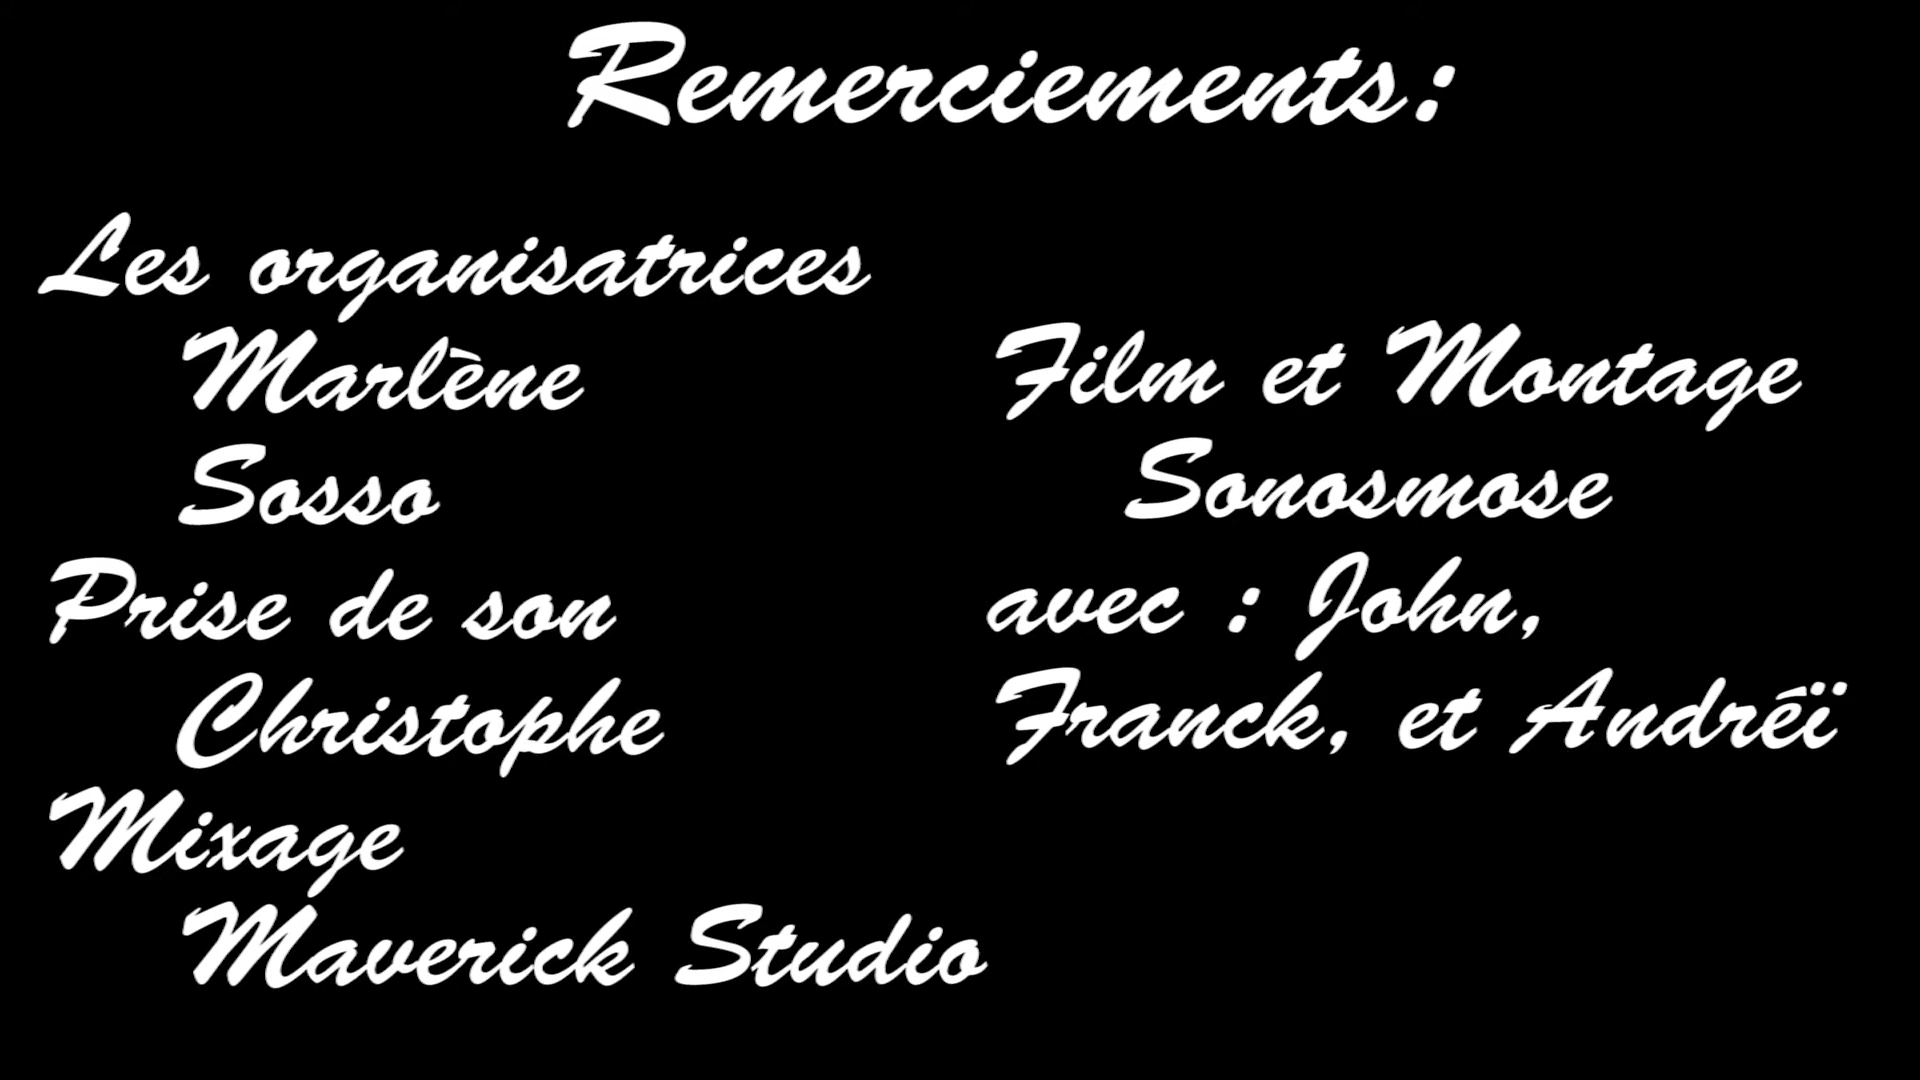 Remerciements:
Les organisatrices
Marlène
Sosso
Prise de son
Christophe
Mixage
Maverick Studio
Film et Montage
Sonosmose
avec : John,
Franck, et Andréï